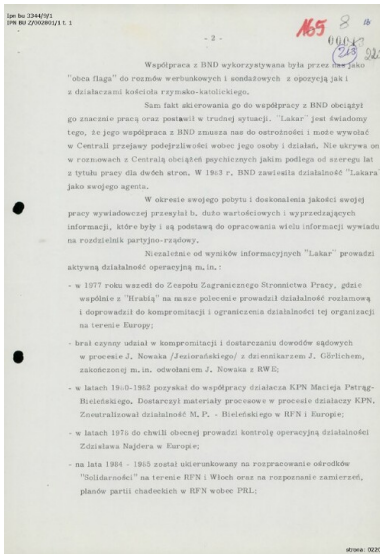 Ipn bu 3344/9/1
IPN BU Z/002801/1 t. 1
165 8
- 2 -
Współpraca z BND wykorzystywana była przez nas jako
"obca flaga" do rozmów werbunkowych i sondażowych z opozycją jak i
z działaczami kościoła rzymsko-katolickiego.
Sam fakt skierowania go do współpracy z BND obciążył
go znacznie pracą oraz postawił w trudnej sytuacji. "Lakar" jest świadomy
tego, że jego współpraca z BND zmusza nas do ostrożności i może wywołać
w Centrali przejawy podejrzliwości wobec jego osoby i działań. Nie ukrywa on
w rozmowach z Centralą obciążeń psychicznych jakim podlega od szeregu lat
z tytułu pracy dla dwóch stron. W 1983 r. BND zawiesiła działalność "Lakara"
jako swojego agenta.
W okresie swojego pobytu i doskonalenia jakości swojej
pracy wywiadowczej przesyłał b. dużo wartościowych i wyprzedzających
informacji, które były i są podstawą do opracowania wielu informacji wywiadu
na rozdzielnik partyjno-rządowy.
Niezależnie od wyników informacyjnych "Lakar" prowadzi
aktywną działalność operacyjną m.in.:
- w 1977 roku wszedł do Zespołu Zagranicznego Stronnictwa Pracy, gdzie
wspólnie z "Hrabią" na nasze polecenie prowadził działalność rozłamową
i doprowadził do kompromitacji i ograniczenia działalności tej organizacji
na terenie Europy;
- brał czynny udział w kompromitacji i dostarczaniu dowodów sądowych
w procesie J. Nowaka /Jeziorańskiego/ z dziennikarzem J. Görlichem,
zakończonej m.in. odwołaniem J. Nowaka z RWE;
- w latach 1980-1982 pozyskał do współpracy działacza KPN Macieja Pstrąg-
Bieleńskiego. Dostarczył materiały procesowe w procesie działaczy KPN.
Zneutralizował działalność M. P. - Bieleńskiego w RFN i Europie;
- w latach 1975 do chwili obecnej prowadzi kontrolę operacyjną działalności
Zdzisława Najdera w Europie;
- na lata 1984 - 1985 został ukierunkowany na rozpracowanie ośrodków
"Solidarności" na terenie RFN i Włoch oraz na rozpoznanie zamierzeń,
planów partii chadeckich w RFN wobec PRL;